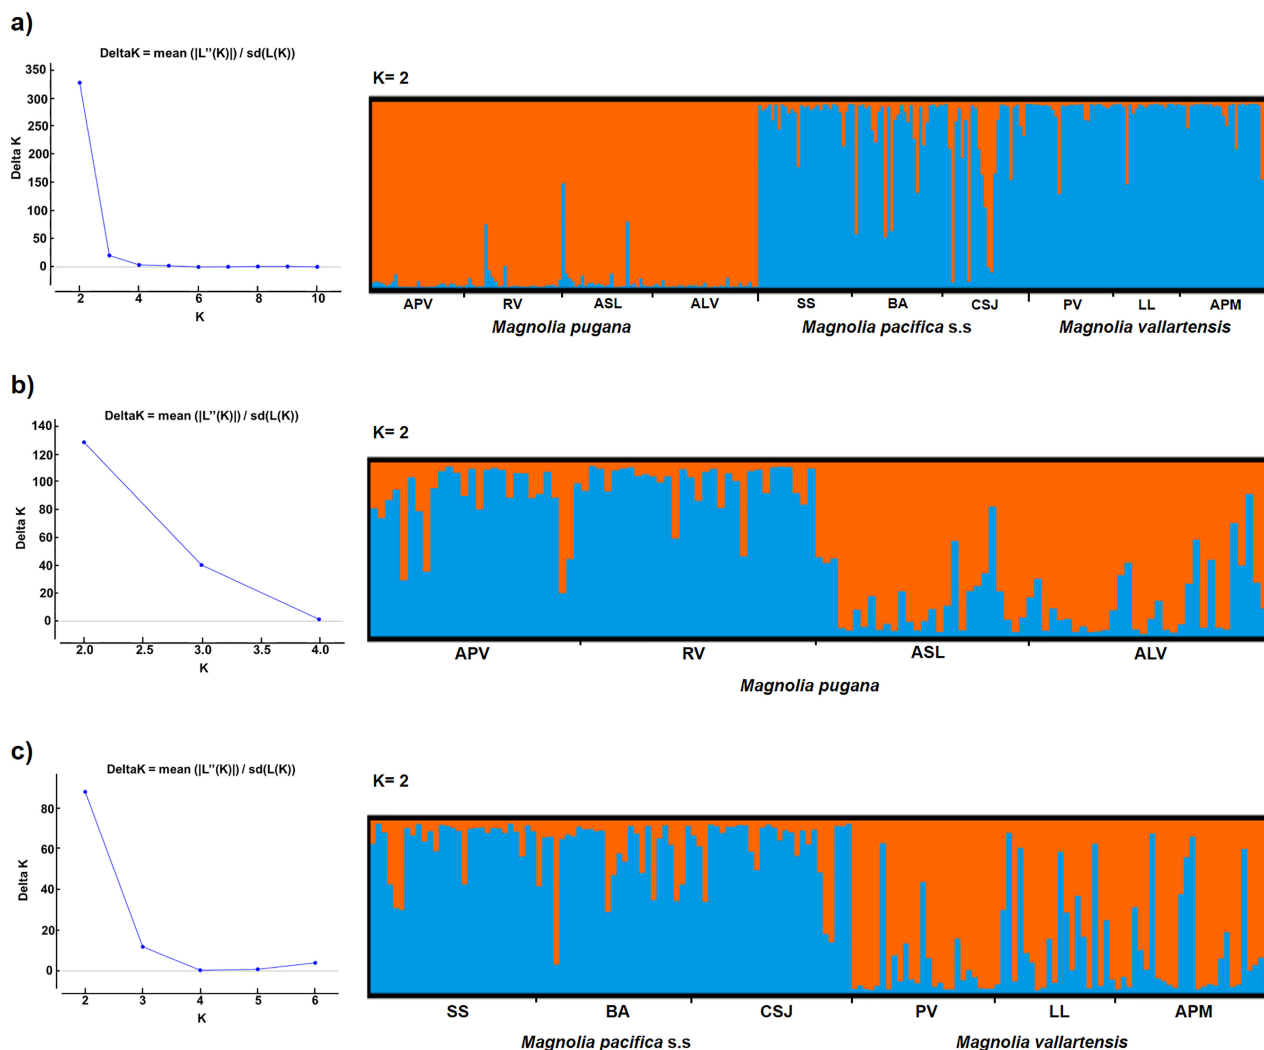 a)
DeltaK = mean (|L''(K)|) / sd(L(K))
350
300
250
200
150
100
50
0
Delta K
2 4 6 8 10
K
K= 2
APV RV ASL ALV SS BA CSJ PV LL APM
Magnolia pugana Magnolia pacifica s.s Magnolia vallartensis
b)
DeltaK = mean (|L''(K)|) / sd(L(K))
140
120
100
80
60
40
20
0
Delta K
2.0 2.5 3.0 3.5 4.0
K
K= 2
APV RV ASL ALV
Magnolia pugana
c)
DeltaK = mean (|L''(K)|) / sd(L(K))
80
60
40
20
0
Delta K
2 3 4 5 6
K
K= 2
SS BA CSJ PV LL APM
Magnolia pacifica s.s Magnolia vallartensis